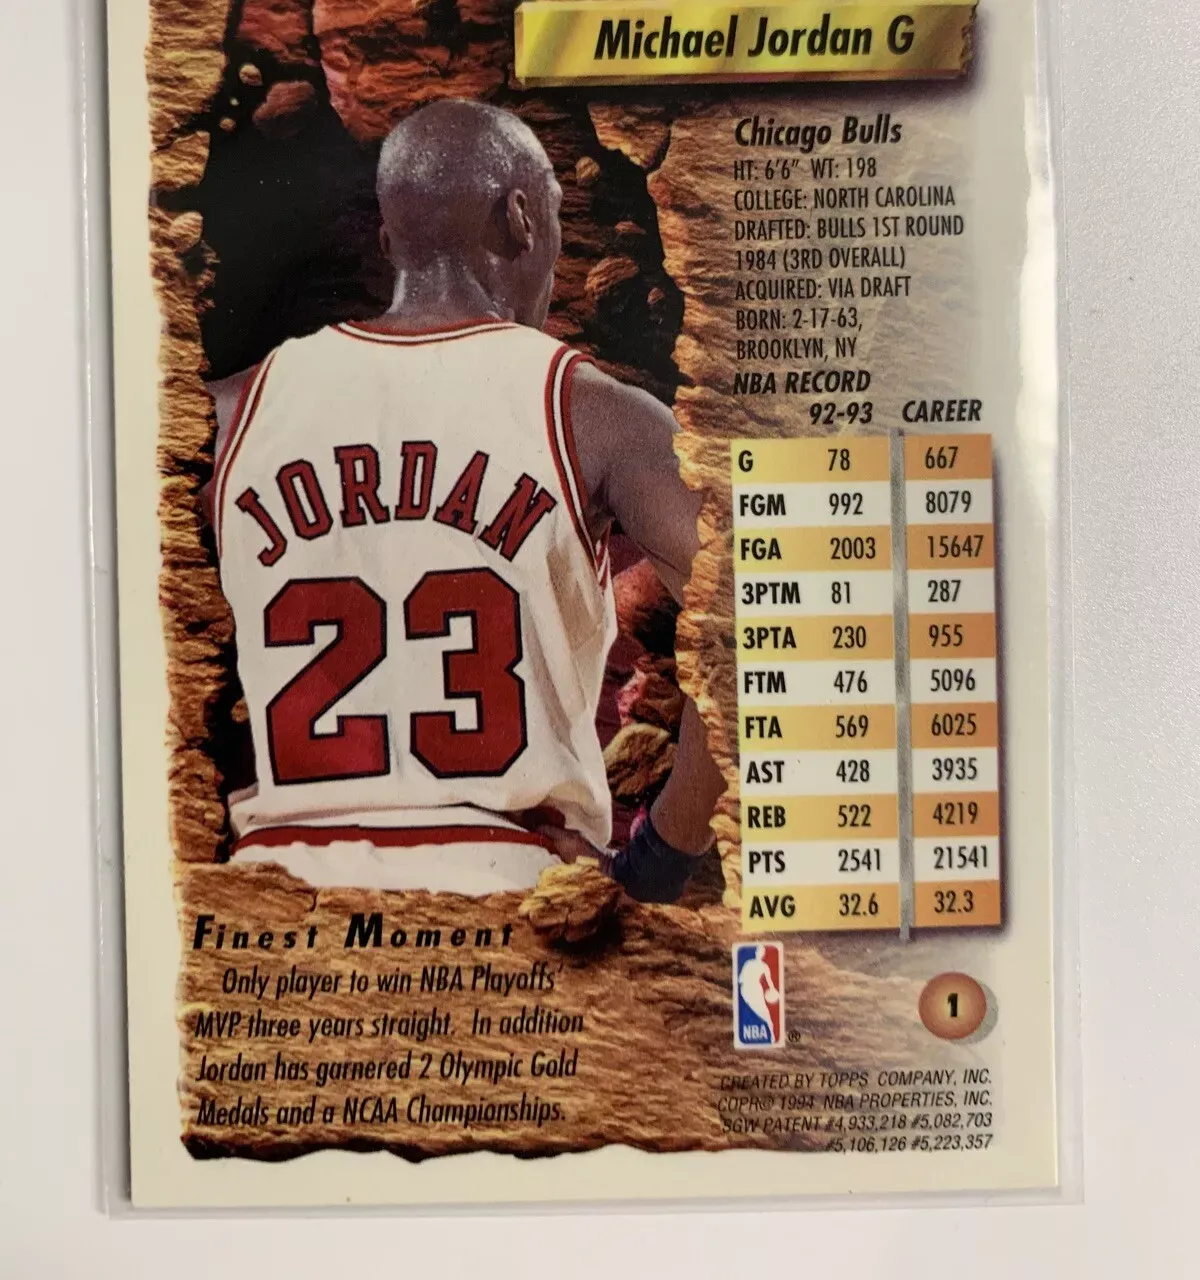 Michael Jordan G
Chicago Bulls
HT: 6'6" WT: 198
COLLEGE: NORTH CAROLINA
DRAFTED: BULLS 1ST ROUND
1984 (3RD OVERALL)
ACQUIRED: VIA DRAFT
BORN: 2-17-63,
BROOKLYN, NY
NBA RECORD
92-93 CAREER
G 78 667
FGM 992 8079
FGA 2003 15647
3PTM 81 287
3PTA 230 955
FTM 476 5096
FTA 569 6025
AST 428 3935
REB 522 4219
PTS 2541 21541
AVG 32.6 32.3
JORDAN
23
Finest Moment
Only player to win NBA Playoffs'
MVP three years straight. In addition
Jordan has garnered 2 Olympic Gold
Medals and a NCAA Championships.
NBA ®
1
CREATED BY TOPPS COMPANY, INC.
COPR© 1994 NBA PROPERTIES, INC.
SGW PATENT #4,933,218 #5,082,703
#5,106,126 #5,223,357